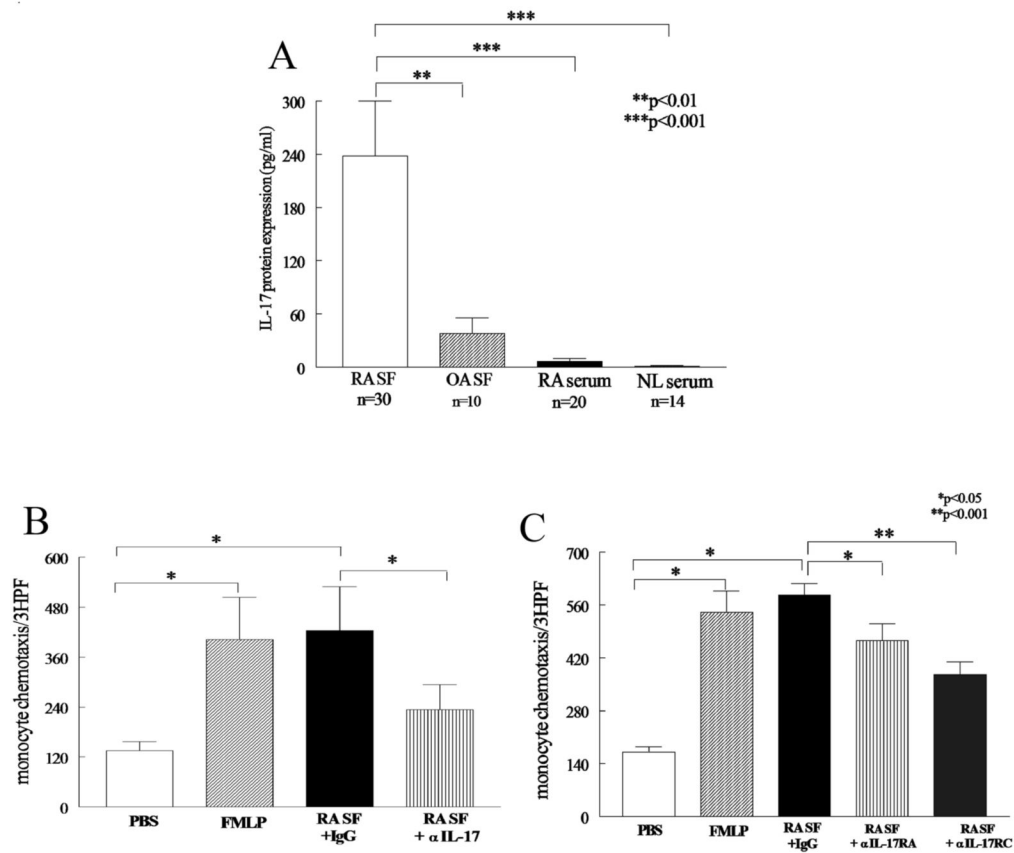 ***
A
***
**
**p<0.01
***p<0.001
IL-17 protein expression (pg/ml)
300
240
180
120
60
0
RA SF
n=30
OA SF
n=10
RA serum
n=20
NL serum
n=14
B
*
*
*
monocyte chemotaxis/3HPF
600
480
360
240
120
0
PBS
FMLP
RA SF
+IgG
RA SF
+ αIL-17
C
*p<0.05
**p<0.001
**
*
*
*
monocyte chemotaxis/3HPF
700
560
420
280
140
0
PBS
FMLP
RA SF
+IgG
RA SF
+ αIL-17RA
RA SF
+ αIL-17RC